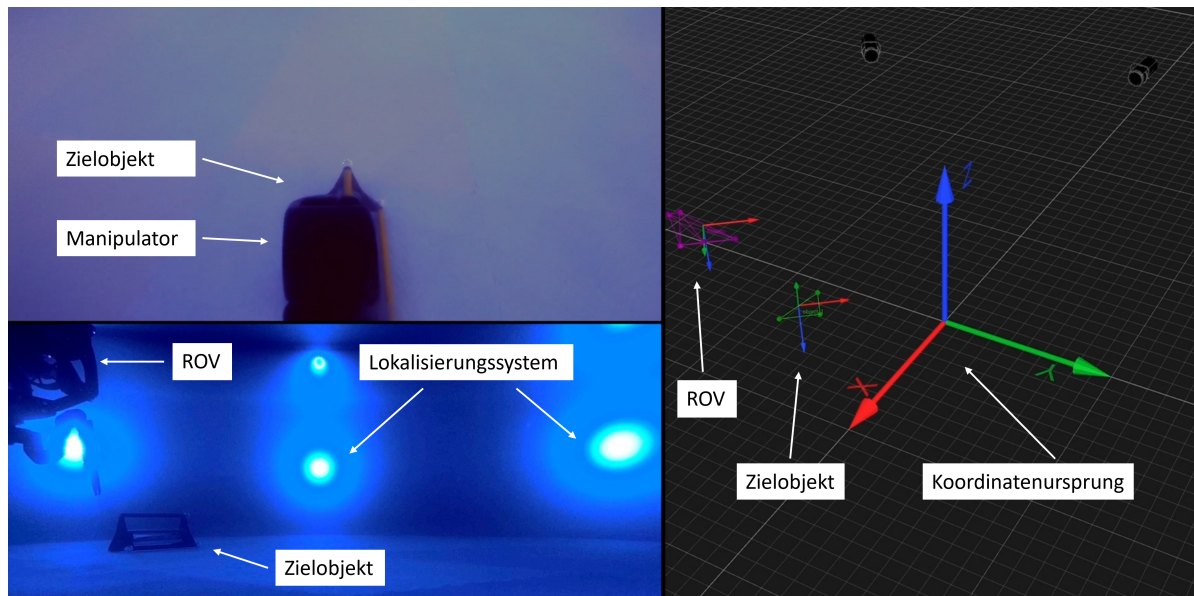 Zielobjekt
Manipulator
ROV
Lokalisierungssystem
Zielobjekt
Z
X
Y
ROV
Zielobjekt
Koordinatenursprung